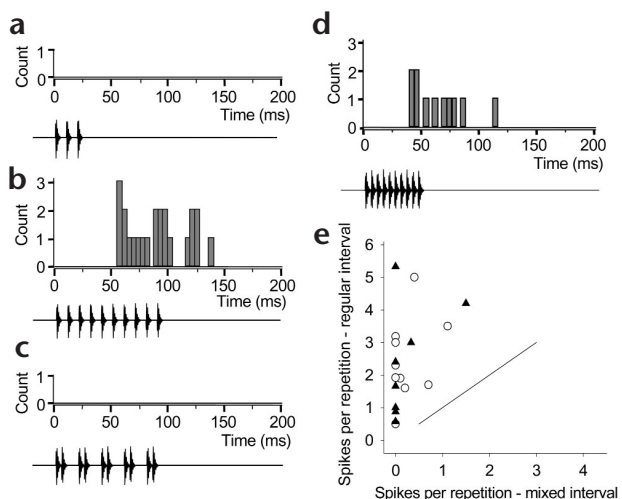 a
Count
1
0
0 50 100 150 200
Time (ms)
b
Count
3
2
1
0
0 50 100 150 200
Time (ms)
c
Count
1
0
0 50 100 150 200
Time (ms)
d
Count
3
2
1
0
0 50 100 150 200
Time (ms)
e
Spikes per repetition - regular interval
6
5
4
3
2
1
0
0 1 2 3 4
Spikes per repetition - mixed interval